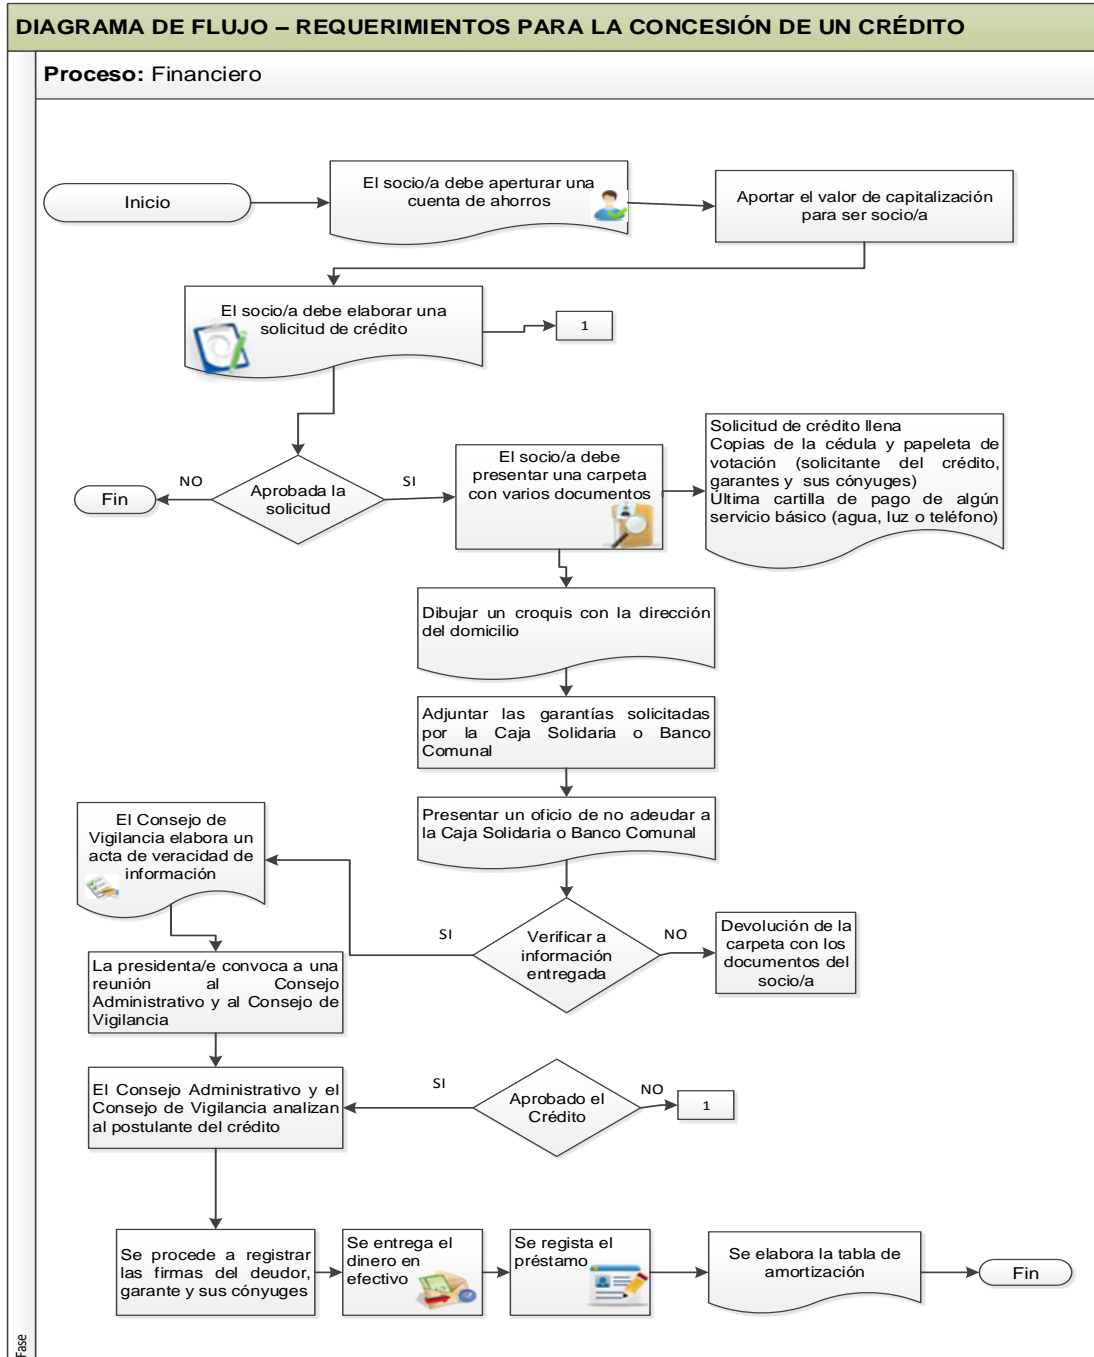 DIAGRAMA DE FLUJO – REQUERIMIENTOS PARA LA CONCESIÓN DE UN CRÉDITO
Proceso: Financiero
Inicio
El socio/a debe aperturar una
cuenta de ahorros
Aportar el valor de capitalización
para ser socio/a
El socio/a debe elaborar una
solicitud de crédito
1
Aprobada la
solicitud
NO
Fin
SI
El socio/a debe
presentar una carpeta
con varios documentos
Solicitud de crédito llena
Copias de la cédula y papeleta de
votación (solicitante del crédito,
garantes y sus cónyuges)
Última cartilla de pago de algún
servicio básico (agua, luz o teléfono)
Dibujar un croquis con la dirección
del domicilio
Adjuntar las garantías solicitadas
por la Caja Solidaria o Banco
Comunal
Presentar un oficio de no adeudar a
la Caja Solidaria o Banco Comunal
Verificar a
información
entregada
NO
Devolución de la
carpeta con los
documentos del
socio/a
SI
El Consejo de
Vigilancia elabora un
acta de veracidad de
información
La presidenta/e convoca a una
reunión al Consejo
Administrativo y al Consejo de
Vigilancia
El Consejo Administrativo y el
Consejo de Vigilancia analizan
al postulante del crédito
SI
Aprobado el
Crédito
NO
1
Se procede a registrar
las firmas del deudor,
garante y sus cónyuges
Se entrega el
dinero en
efectivo
Se regista el
préstamo
Se elabora la tabla de
amortización
Fin
Fase